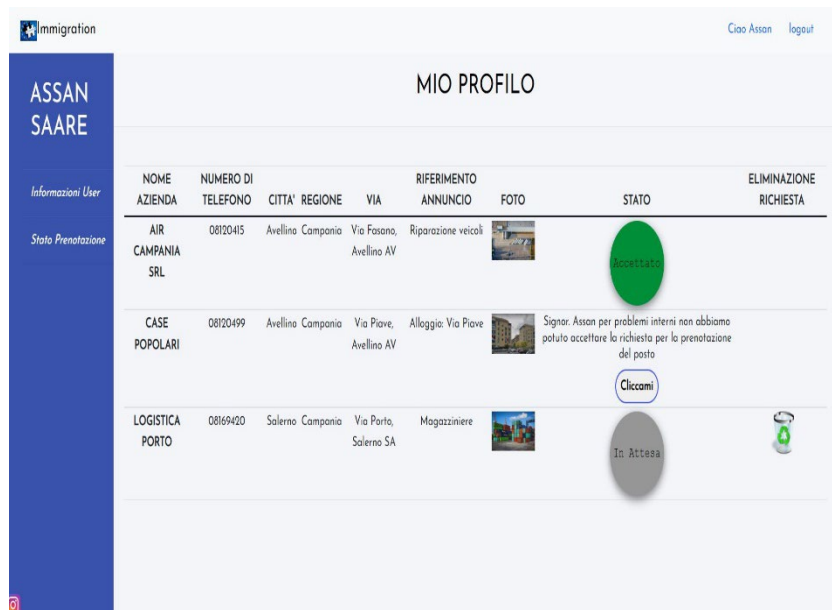 Immigration
Ciao Assan logout
ASSAN
SAARE
Informazioni User
Stato Prenotazione
MIO PROFILO
NOME AZIENDA NUMERO DI TELEFONO CITTA' REGIONE VIA RIFERIMENTO ANNUNCIO FOTO STATO ELIMINAZIONE RICHIESTA
AIR CAMPANIA SRL 08120415 Avellino Campania Via Fasano, Avellino AV Riparazione veicoli Accettato
CASE POPOLARI 08120499 Avellino Campania Via Piave, Avellino AV Alloggio: Via Piave Signor. Assan per problemi interni non abbiamo
potuto accettare la richiesta per la prenotazione
del posto
Cliccami
LOGISTICA PORTO 08169420 Salerno Campania Via Porto, Salerno SA Magazziniere In Attesa